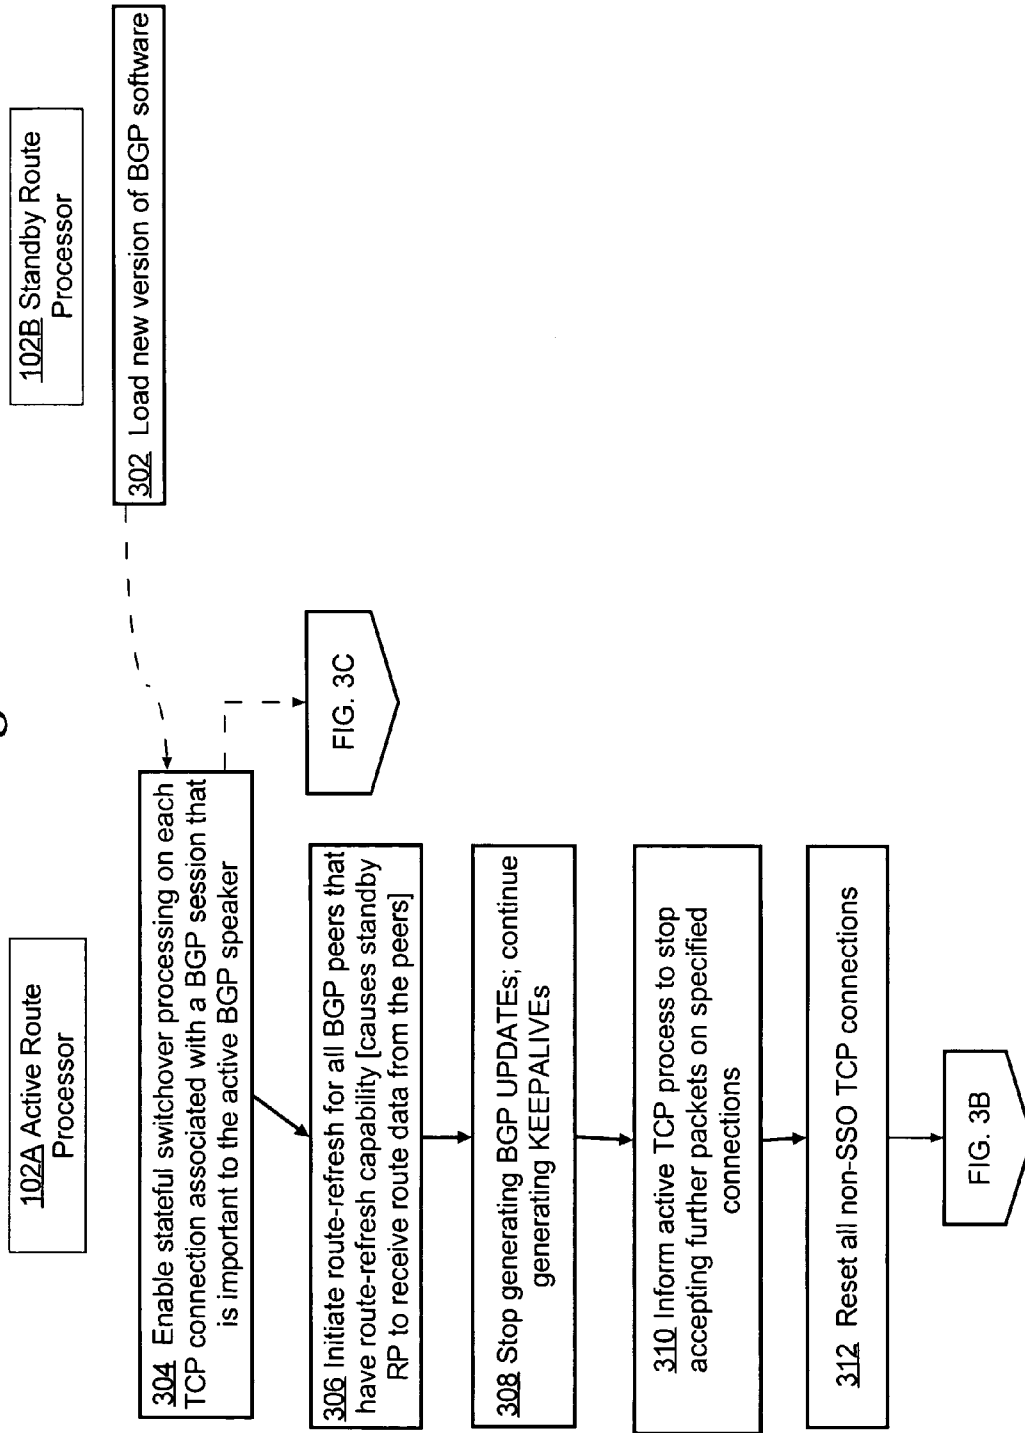 102A Active Route
Processor
102B Standby Route
Processor
302 Load new version of BGP software
304 Enable stateful switchover processing on each
TCP connection associated with a BGP session that
is important to the active BGP speaker
FIG. 3C
306 Initiate route-refresh for all BGP peers that
have route-refresh capability [causes standby
RP to receive route data from the peers]
308 Stop generating BGP UPDATEs; continue
generating KEEPALIVEs
310 Inform active TCP process to stop
accepting further packets on specified
connections
312 Reset all non-SSO TCP connections
FIG. 3B